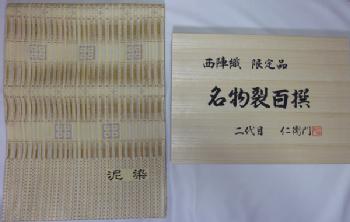 西陣織 限定品
名物裂百撰
二代目 仁衛門
泥染